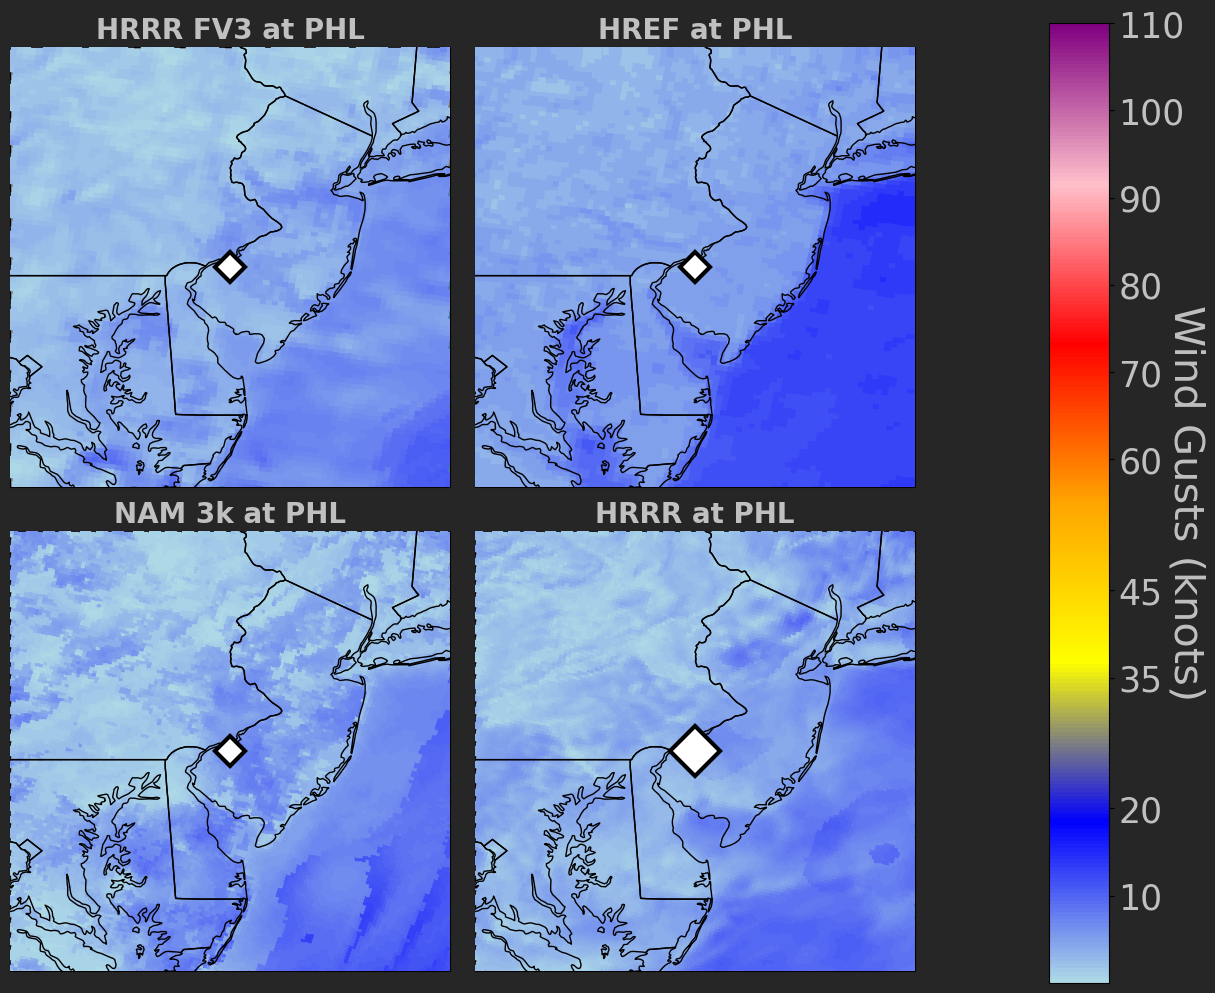 HRRR FV3 at PHL
HREF at PHL
NAM 3k at PHL
HRRR at PHL
110
100
90
80
70
60
45
35
20
10
Wind Gusts (knots)